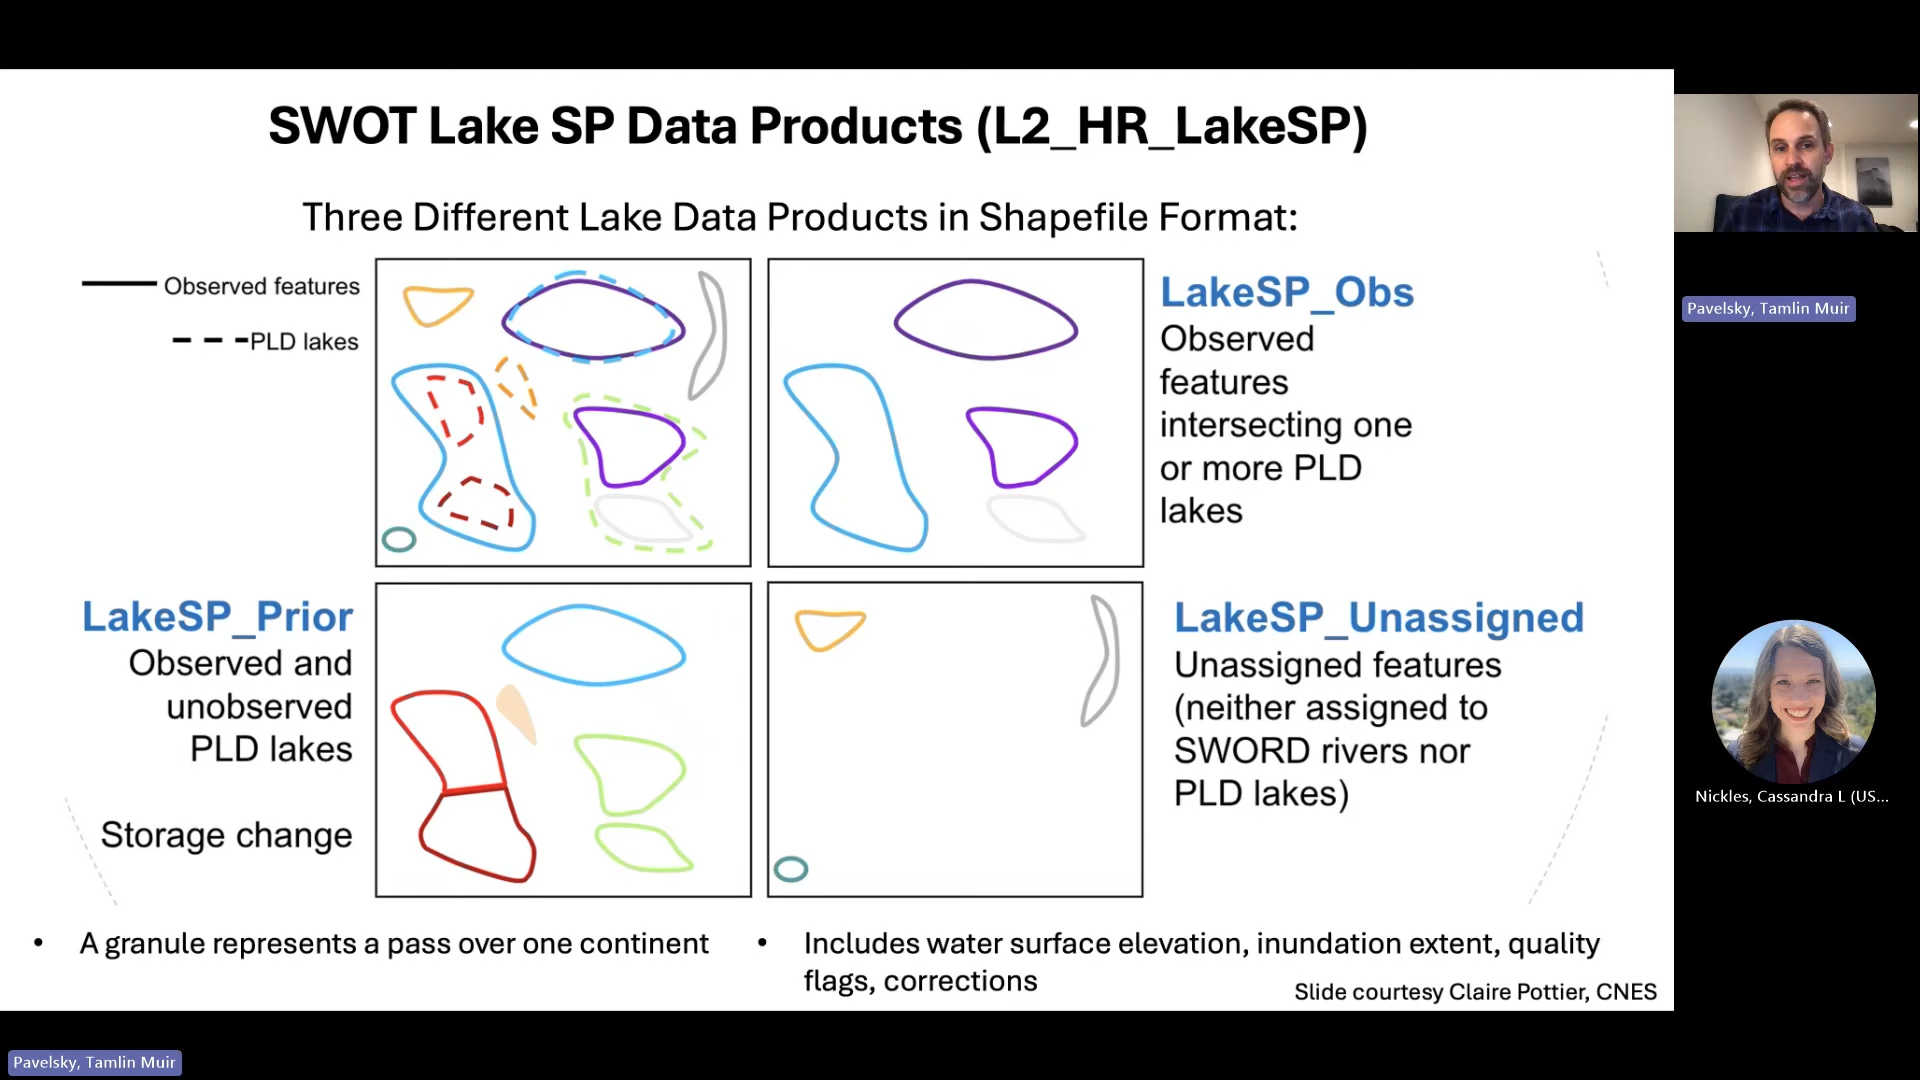 SWOT Lake SP Data Products (L2_HR_LakeSP)
Three Different Lake Data Products in Shapefile Format:
Observed features
PLD lakes
LakeSP_Obs
Observed
features
intersecting one
or more PLD
lakes
LakeSP_Prior
Observed and
unobserved
PLD lakes
Storage change
LakeSP_Unassigned
Unassigned features
(neither assigned to
SWORD rivers nor
PLD lakes)
• A granule represents a pass over one continent
• Includes water surface elevation, inundation extent, quality
flags, corrections
Slide courtesy Claire Pottier, CNES
Pavelsky, Tamlin Muir
Nickles, Cassandra L (US...
Pavelsky, Tamlin Muir